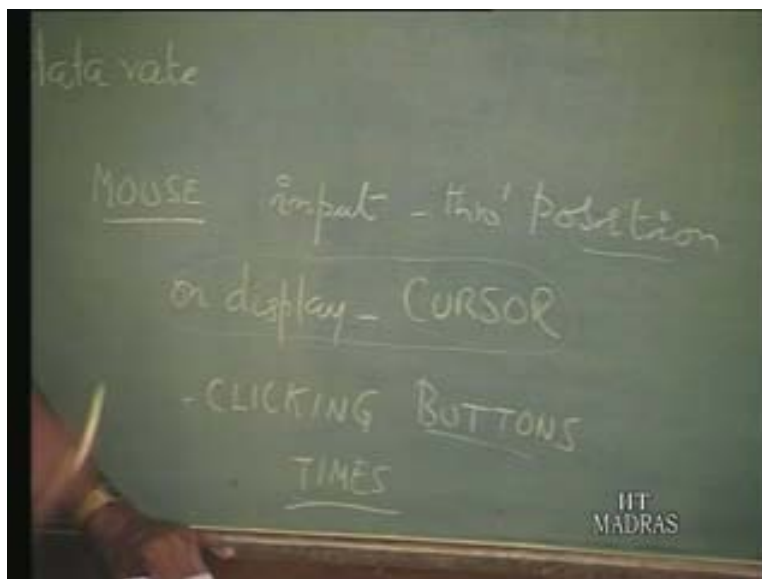 data rate
MOUSE input - thro' Position
on display - CURSOR
- CLICKING BUTTONS
TIMES
IIT
MADRAS